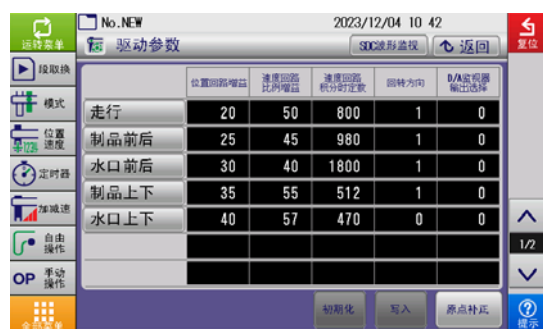 No.NEW 2023/12/04 10 42
运转菜单
驱动参数 SDC波形监视 返回
复位
段取换
模式
位置
速度
定时器
加减速
自由
操作
OP 手动
操作
全部菜单
位置回路增益 速度回路
比例增益 速度回路
积分时定数 回转方向 D/A监视器
输出选择
走行 20 50 800 1 0
制品前后 25 45 980 1 0
水口前后 30 40 1800 1 0
制品上下 35 55 512 1 0
水口上下 40 57 470 0 0
1/2
初期化 写入 原点补正
提示